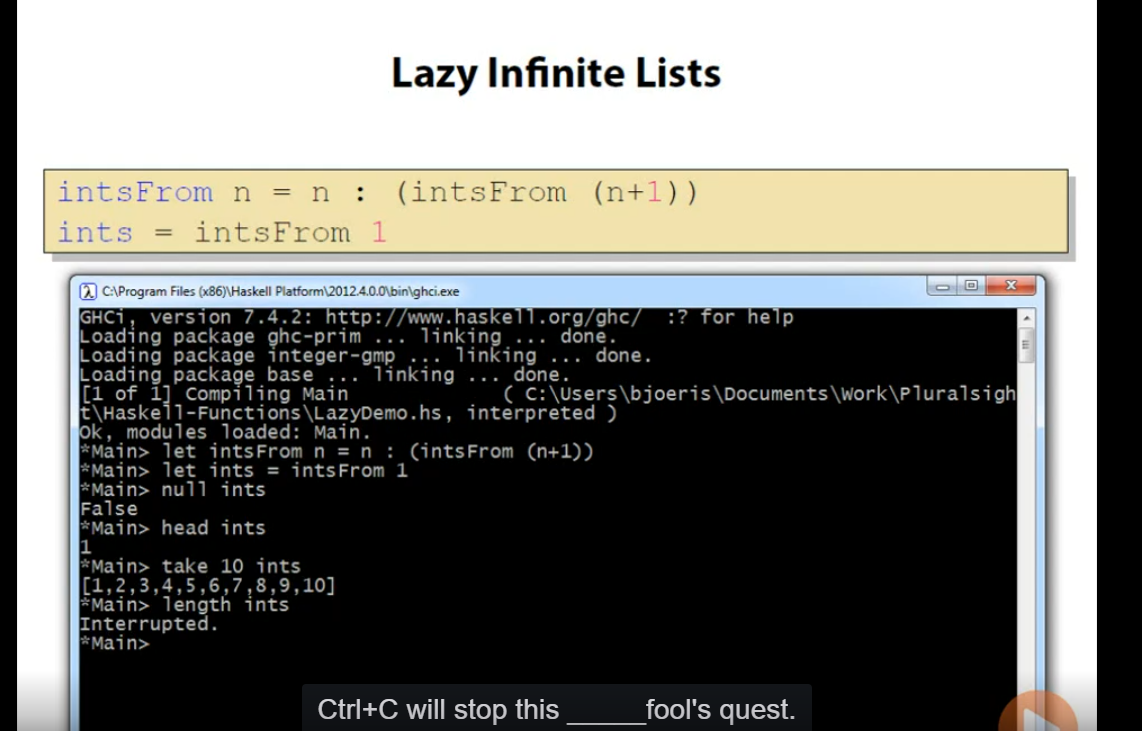 Lazy Infinite Lists
intsFrom n = n : (intsFrom (n+1))
ints = intsFrom 1
C:\Program Files (x86)\Haskell Platform\2012.4.0.0\bin\ghci.exe
GHCi, version 7.4.2: http://www.haskell.org/ghc/  :? for help
Loading package ghc-prim ... linking ... done.
Loading package integer-gmp ... linking ... done.
Loading package base ... linking ... done.
[1 of 1] Compiling Main             ( C:\Users\bjoeris\Documents\Work\Pluralsigh
t\Haskell-Functions\LazyDemo.hs, interpreted )
Ok, modules loaded: Main.
*Main> let intsFrom n = n : (intsFrom (n+1))
*Main> let ints = intsFrom 1
*Main> null ints
False
*Main> head ints
1
*Main> take 10 ints
[1,2,3,4,5,6,7,8,9,10]
*Main> length ints
Interrupted.
*Main>
Ctrl+C will stop this _____fool's quest.